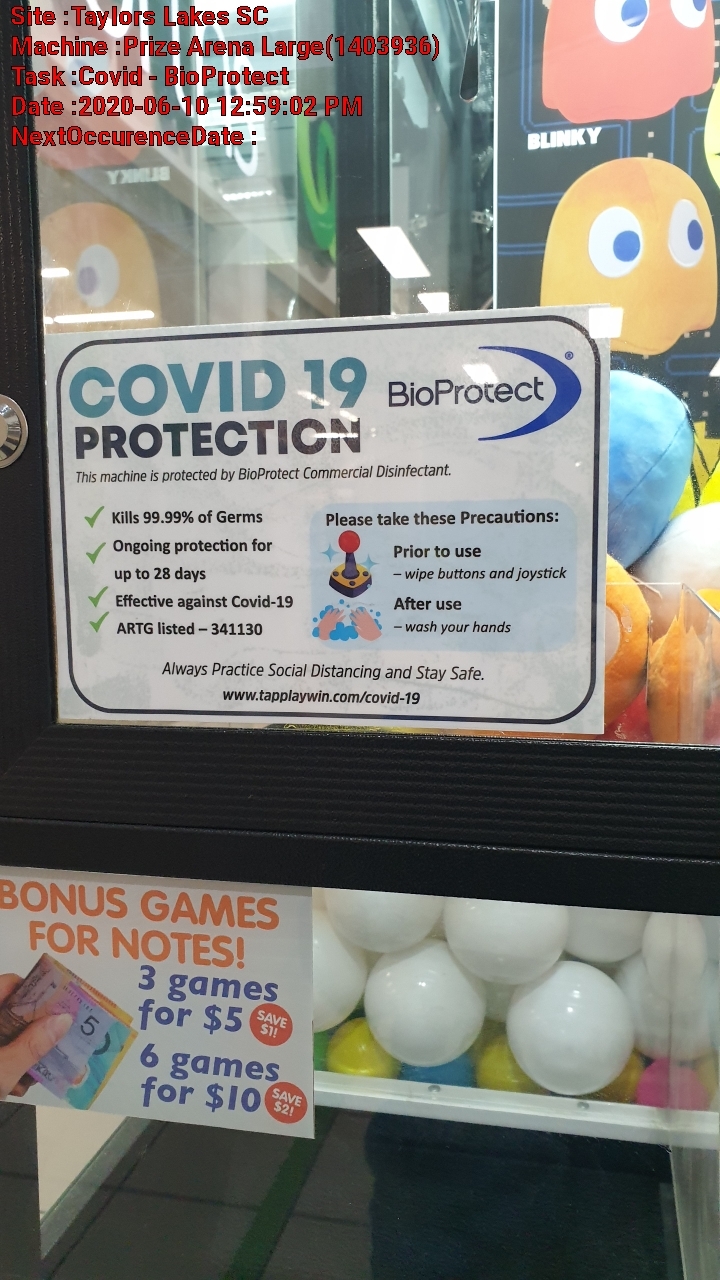 Site :Taylors Lakes SC
Machine :Prize Arena Large(1403936)
Task :Covid - BioProtect
Date :2020-06-10 12:59:02 PM
NextOccurenceDate :
BLINKY
BLINKY
COVID 19
PROTECTION
BioProtect®
This machine is protected by BioProtect Commercial Disinfectant.
Kills 99.99% of Germs
Ongoing protection for
up to 28 days
Effective against Covid-19
ARTG listed – 341130
Please take these Precautions:
Prior to use
– wipe buttons and joystick
After use
– wash your hands
Always Practice Social Distancing and Stay Safe.
www.tapplaywin.com/covid-19
BONUS GAMES
FOR NOTES!
3 games
for $5
SAVE
$1!
6 games
for $10
SAVE
$2!
5